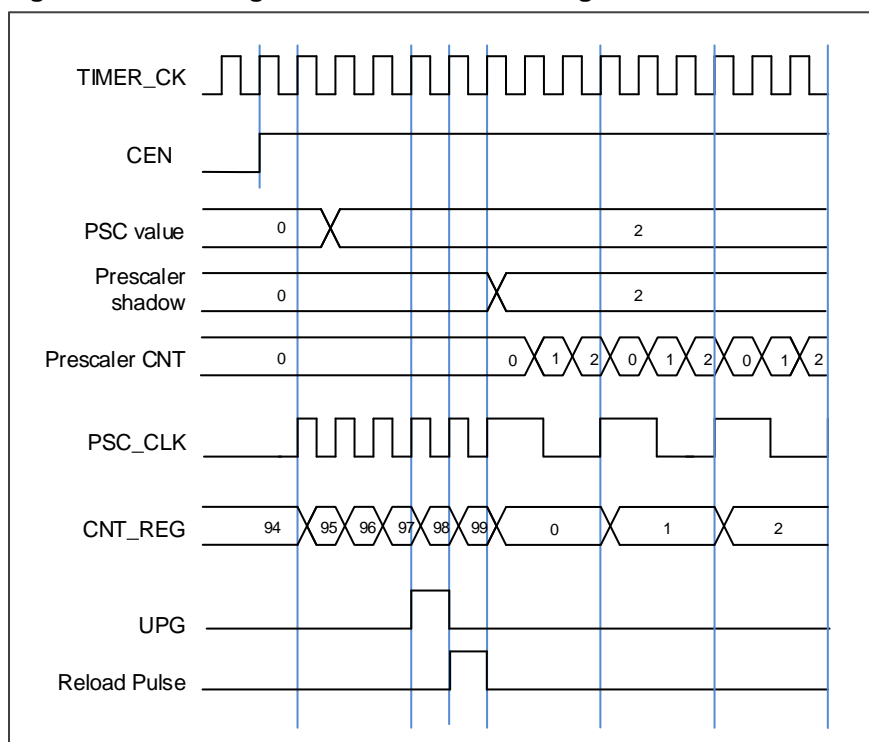 TIMER_CK
CEN
PSC value 0 2
Prescaler
shadow 0 2
Prescaler CNT 0 0 1 2 0 1 2 0 1 2
PSC_CLK
CNT_REG 94 95 96 97 98 99 0 1 2
UPG
Reload Pulse